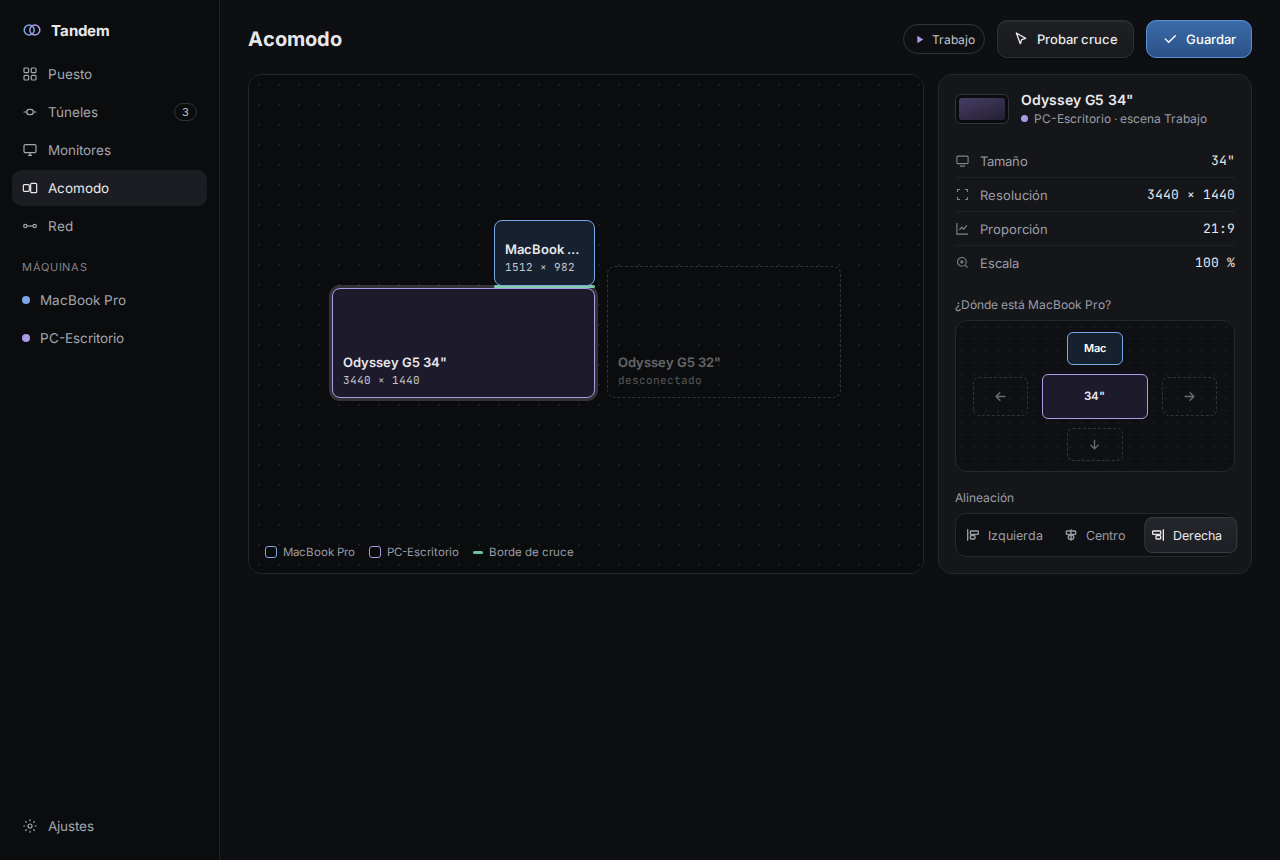 Tandem
Puesto
Túneles 3
Monitores
Acomodo
Red
MÁQUINAS
MacBook Pro
PC-Escritorio
Ajustes
Acomodo
Trabajo
Probar cruce
Guardar
MacBook ...
1512 × 982
Odyssey G5 34"
3440 × 1440
Odyssey G5 32"
desconectado
MacBook Pro
PC-Escritorio
Borde de cruce
Odyssey G5 34"
PC-Escritorio · escena Trabajo
Tamaño 34"
Resolución 3440 × 1440
Proporción 21:9
Escala 100 %
¿Dónde está MacBook Pro?
Mac
34"
Alineación
Izquierda
Centro
Derecha